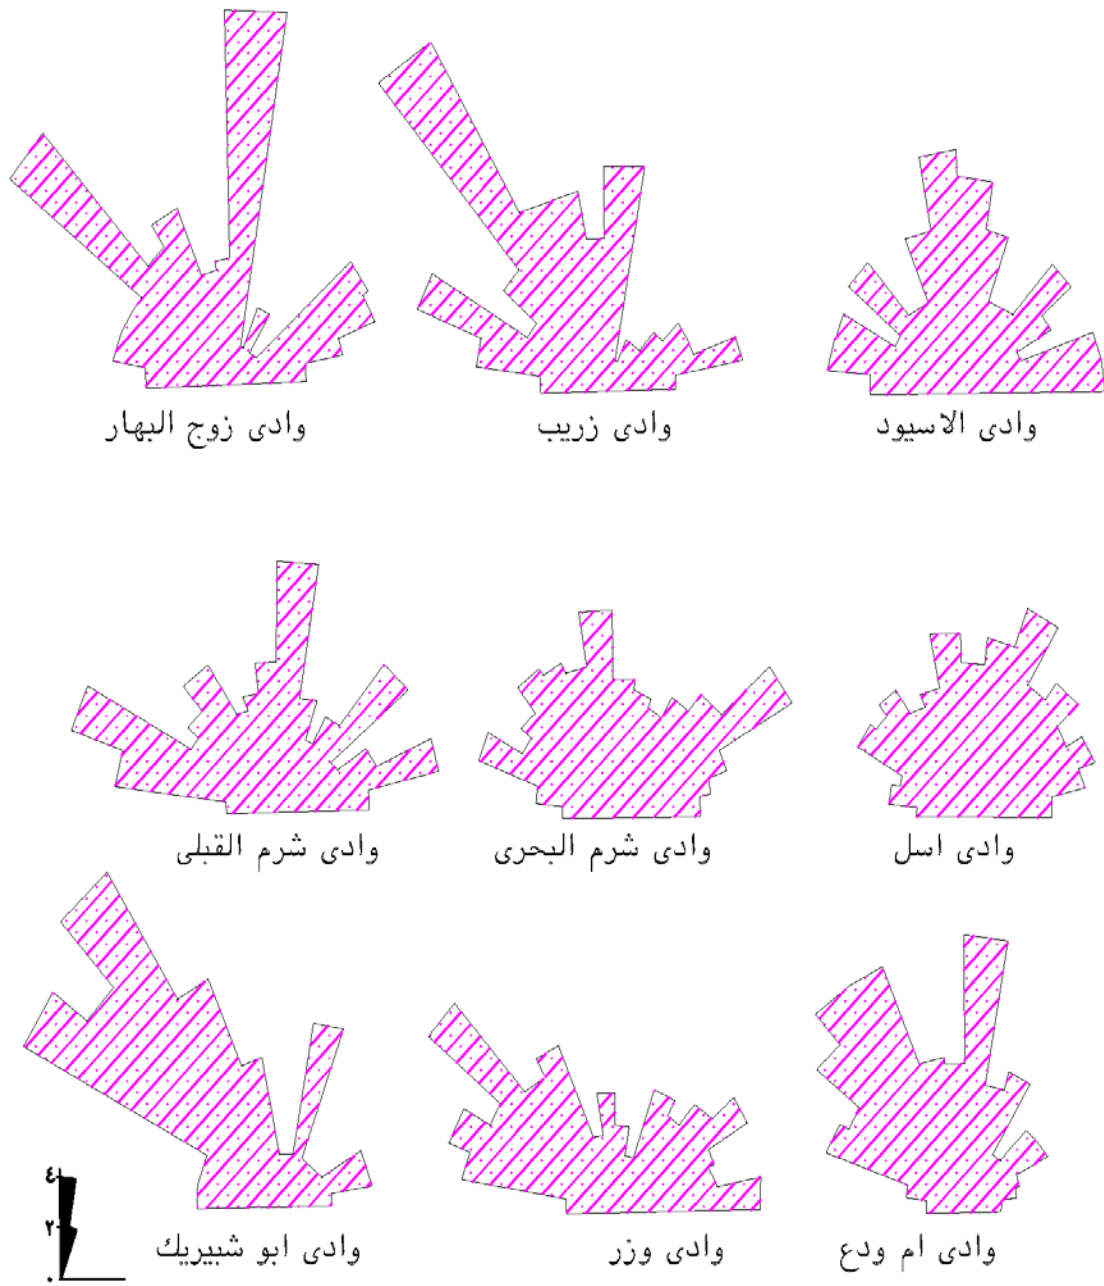 وادى الاسيود
وادى زريب
وادى زوج البهار
وادى اسل
وادى شرم البحرى
وادى شرم القبلى
وادى ام ودع
وادى وزر
وادى ابو شبيريك
٤
٢
٠